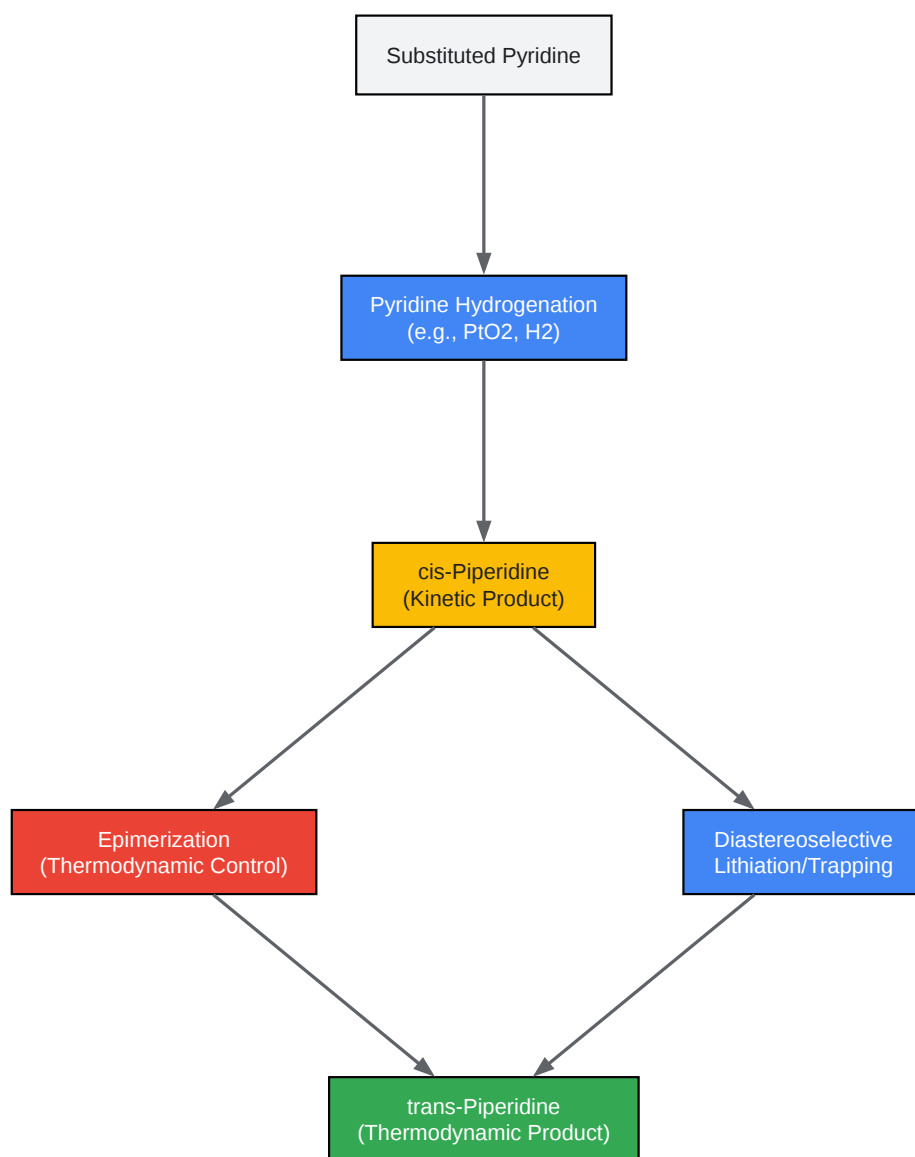 Substituted Pyridine
Pyridine Hydrogenation
(e.g., PtO2, H2)
cis-Piperidine
(Kinetic Product)
Epimerization
(Thermodynamic Control)
Diastereoselective
Lithiation/Trapping
trans-Piperidine
(Thermodynamic Product)